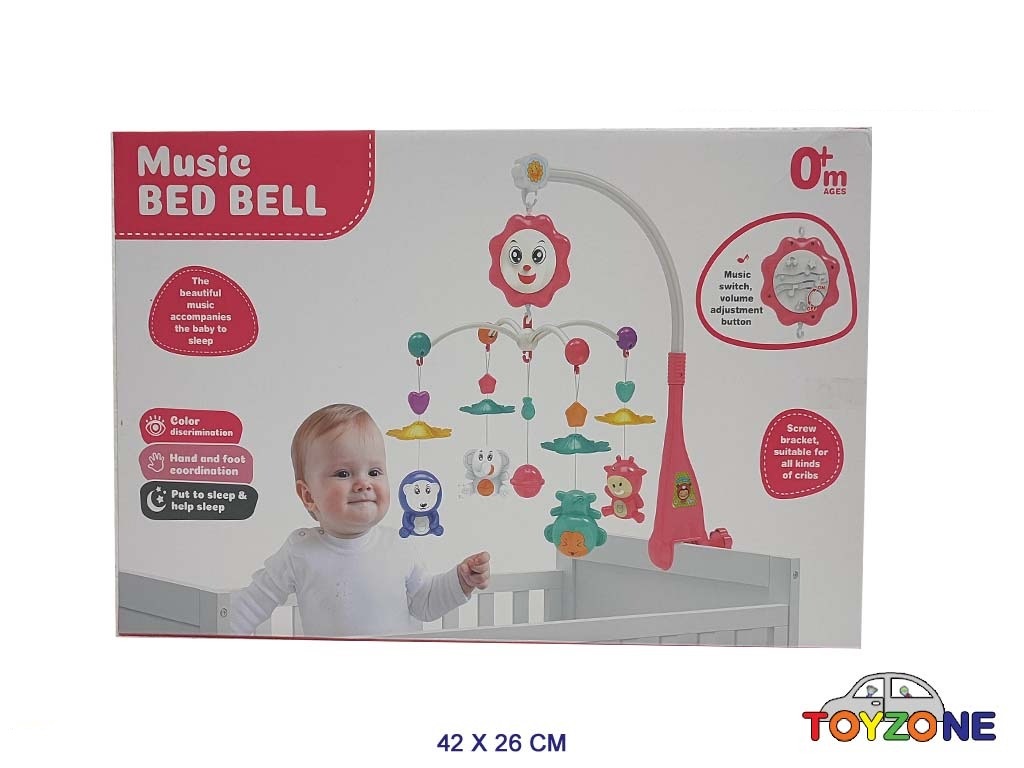 Music
BED BELL
0+m
AGES
The
beautiful
music
accompanies
the baby to
sleep
Music
switch,
volume
adjustment
button
ON
OFF
Color
discrimination
Hand and foot
coordination
Put to sleep &
help sleep
Screw
bracket,
suitable for
all kinds
of cribs
TOYZONE
42 X 26 CM